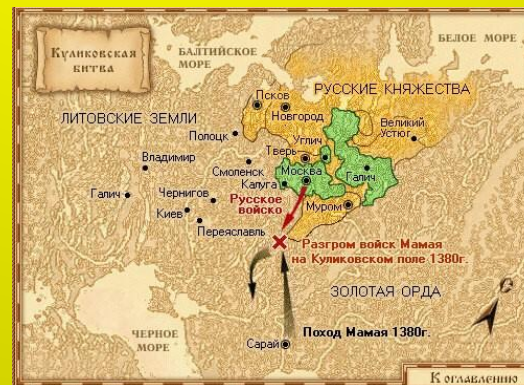 Куликовская
битва
БАЛТИЙСКОЕ
МОРЕ
БЕЛОЕ МОРЕ
РУССКИЕ КНЯЖЕСТВА
Псков
Новгород
ЛИТОВСКИЕ ЗЕМЛИ
Великий
Устюг
Полоцк
Углич
Тверь
Владимир
Смоленск
Москва
Галич
Калуга
Галич
Чернигов
Русское
войско
Муром
Киев
Переяславль
Разгром войск Мамая
на Куликовском поле 1380г.
ЗОЛОТАЯ ОРДА
ЧЕРНОЕ
МОРЕ
Поход Мамая 1380г.
Сарай
К оглавлению